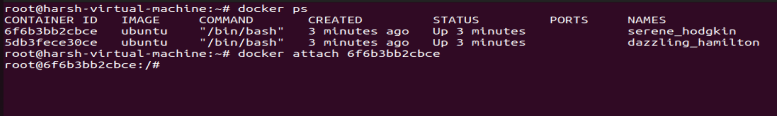 root@harsh-virtual-machine:~# docker ps
CONTAINER ID   IMAGE     COMMAND       CREATED         STATUS         PORTS     NAMES
6f6b3bb2cbce   ubuntu    "/bin/bash"   3 minutes ago   Up 3 minutes             serene_hodgkin
5db3fece30ce   ubuntu    "/bin/bash"   3 minutes ago   Up 3 minutes             dazzling_hamilton
root@harsh-virtual-machine:~# docker attach 6f6b3bb2cbce
root@6f6b3bb2cbce:/#